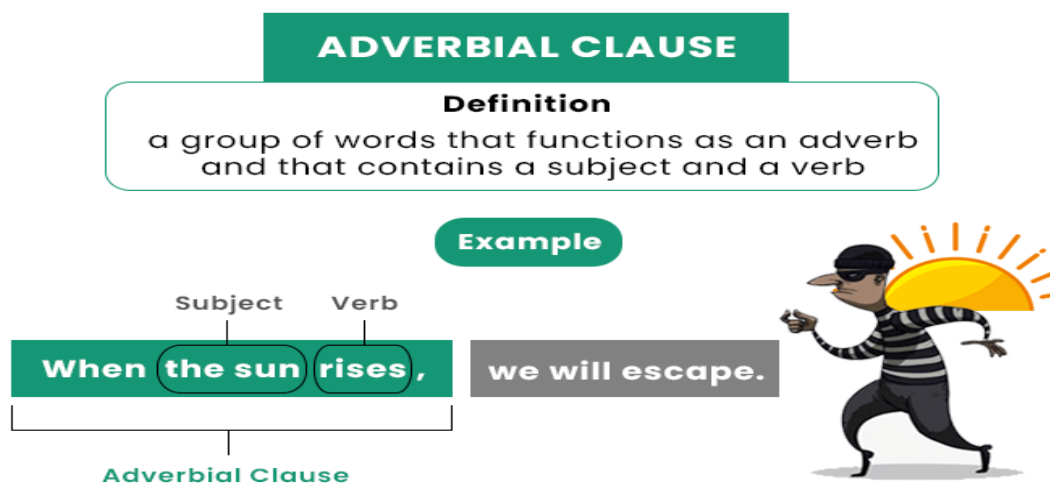 ADVERBIAL CLAUSE
Definition
a group of words that functions as an adverb
and that contains a subject and a verb
Example
Subject Verb
When the sun rises, we will escape.
Adverbial Clause